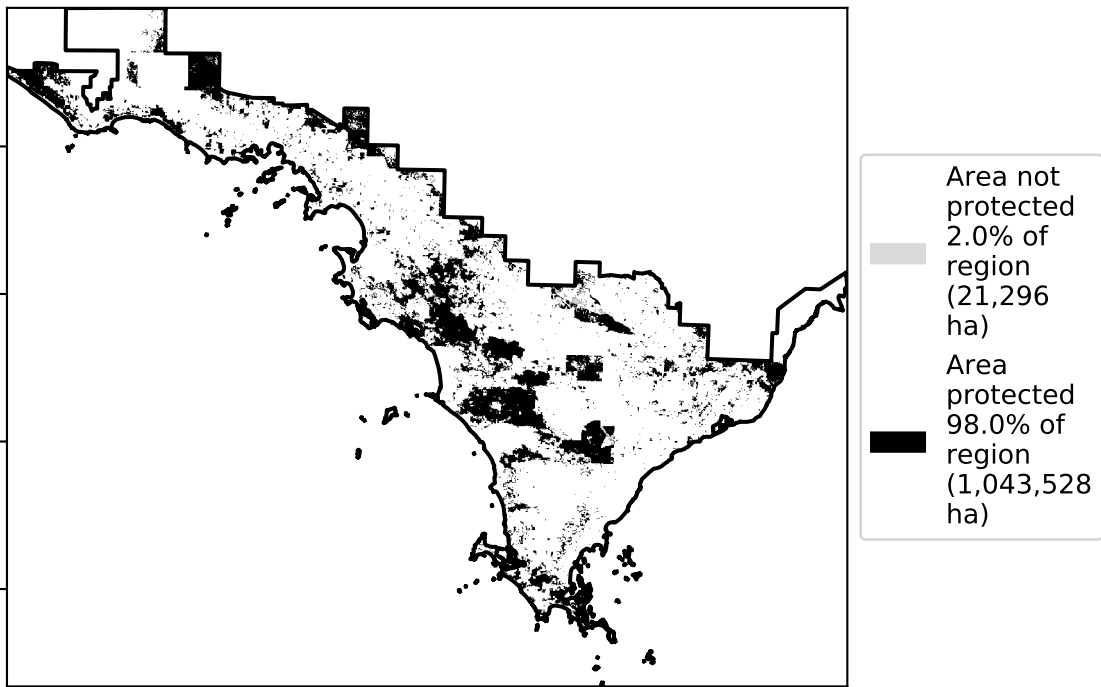 Area not
protected
2.0% of
region
(21,296
ha)
Area
protected
98.0% of
region
(1,043,528
ha)